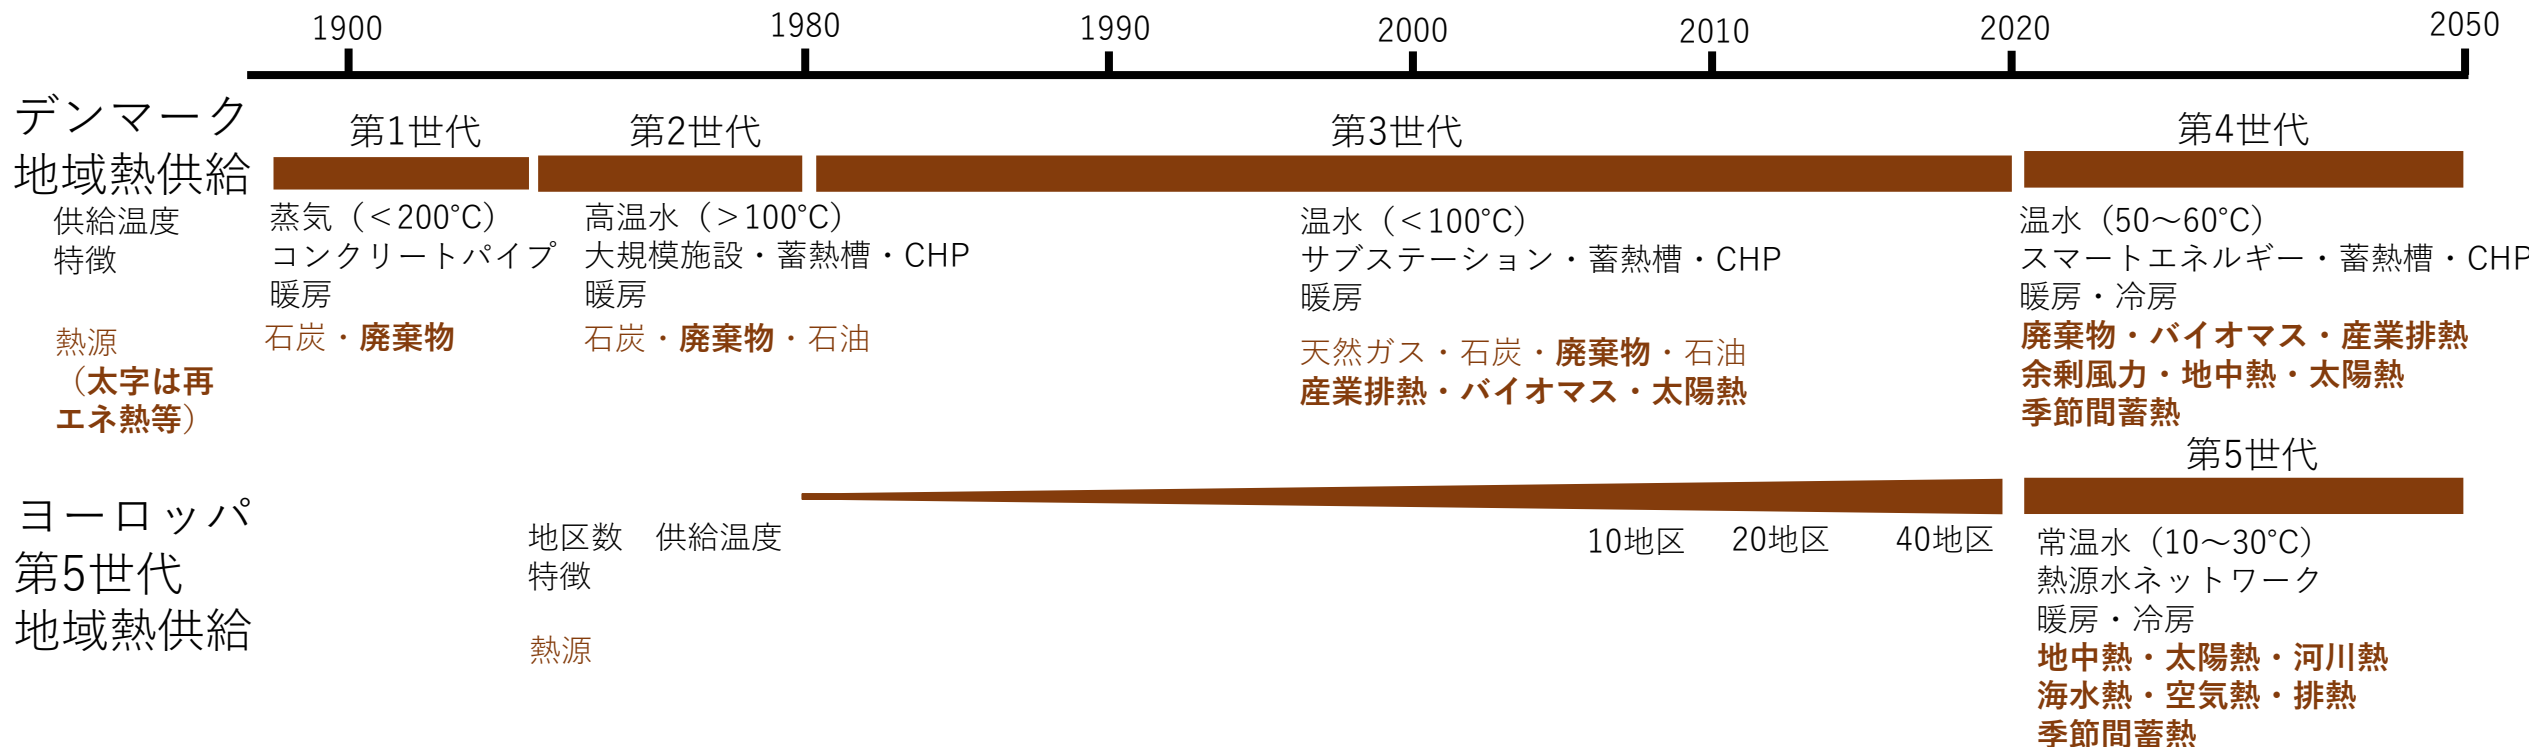 1900 1980 1990 2000 2010 2020 2050
デンマーク
地域熱供給
第1世代 第2世代 第3世代 第4世代
供給温度
特徴
熱源
（太字は再
エネ熱等）
蒸気（＜200°C）
コンクリートパイプ
暖房
石炭・廃棄物
高温水（＞100°C）
大規模施設・蓄熱槽・CHP
暖房
石炭・廃棄物・石油
温水（＜100°C）
サブステーション・蓄熱槽・CHP
暖房
天然ガス・石炭・廃棄物・石油
産業排熱・バイオマス・太陽熱
温水（50～60°C）
スマートエネルギー・蓄熱槽・CHP
暖房・冷房
廃棄物・バイオマス・産業排熱
余剰風力・地中熱・太陽熱
季節間蓄熱
ヨーロッパ
第5世代
地域熱供給
第5世代
地区数　供給温度
特徴
熱源
10地区 20地区 40地区
常温水（10～30°C）
熱源水ネットワーク
暖房・冷房
地中熱・太陽熱・河川熱
海水熱・空気熱・排熱
季節間蓄熱